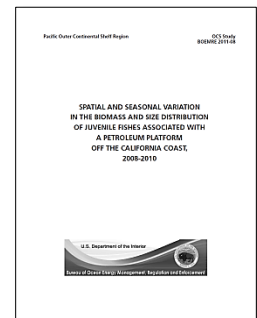 Pacific Outer Continental Shelf Region
OCS Study
BOEMRE 2011-08
SPATIAL AND SEASONAL VARIATION
IN THE BIOMASS AND SIZE DISTRIBUTION
OF JUVENILE FISHES ASSOCIATED WITH
A PETROLEUM PLATFORM
OFF THE CALIFORNIA COAST,
2008-2010
U.S. Department of the Interior
Bureau of Ocean Energy Management, Regulation and Enforcement